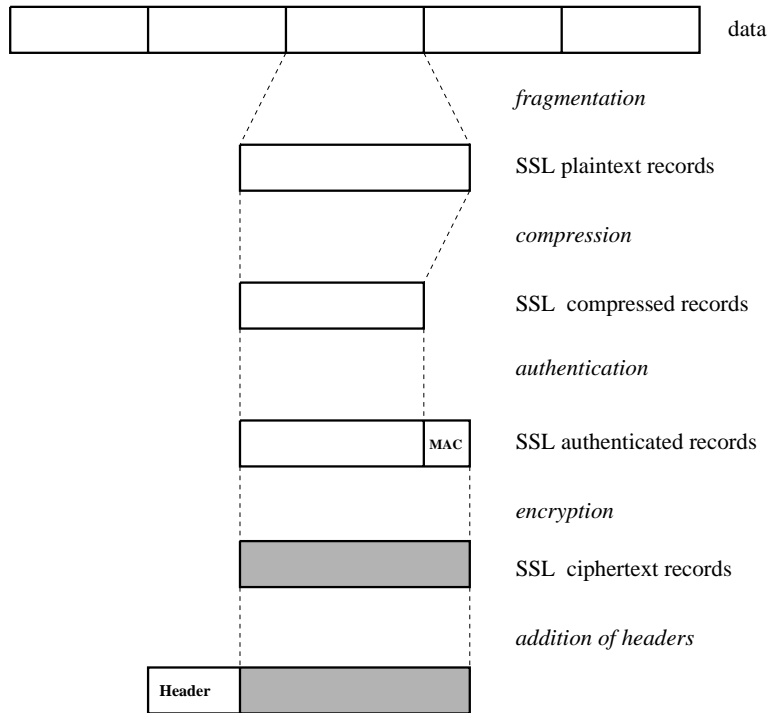 data
fragmentation
SSL plaintext records
compression
SSL compressed records
authentication
MAC
SSL authenticated records
encryption
SSL ciphertext records
addition of headers
Header